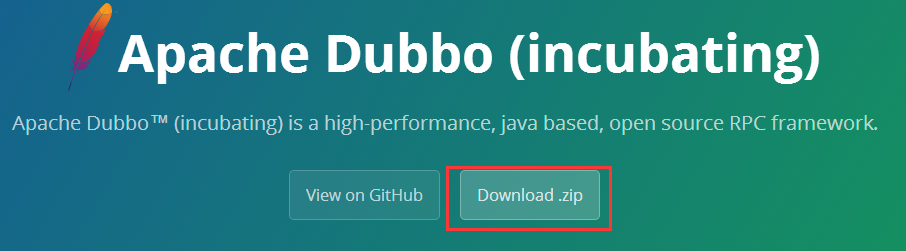 Apache Dubbo (incubating)
Apache Dubbo™ (incubating) is a high-performance, java based, open source RPC framework.
View on GitHub
Download .zip